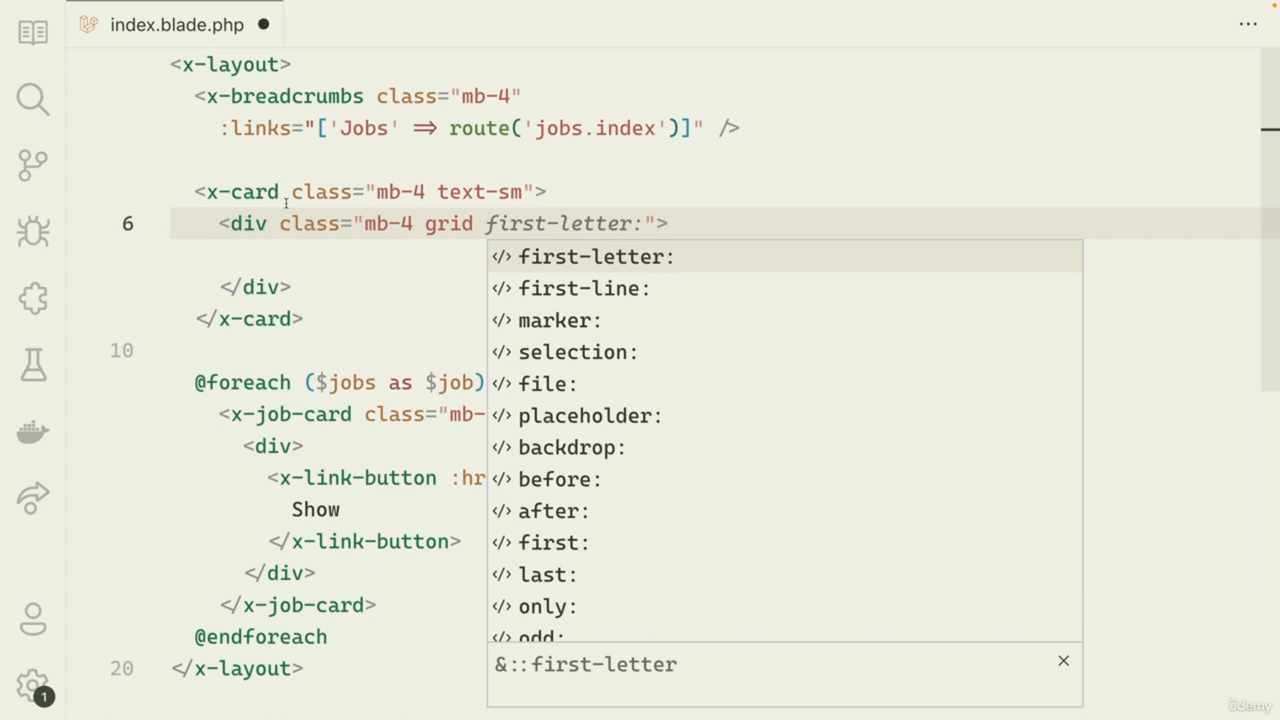 index.blade.php
<x-layout>
<x-breadcrumbs class="mb-4"
:links="['Jobs' => route('jobs.index')]" />
<x-card class="mb-4 text-sm">
6 <div class="mb-4 grid first-letter:">
first-letter:
first-line:
</div>
</x-card>
marker:
10
selection:
@foreach ($jobs as $job)
file:
<x-job-card class="mb-
placeholder:
<div>
backdrop:
<x-link-button :hr
before:
Show
after:
</x-link-button>
first:
</div>
last:
</x-job-card>
only:
@endforeach
odd:
20 </x-layout>
&::first-letter
1
ûdemy